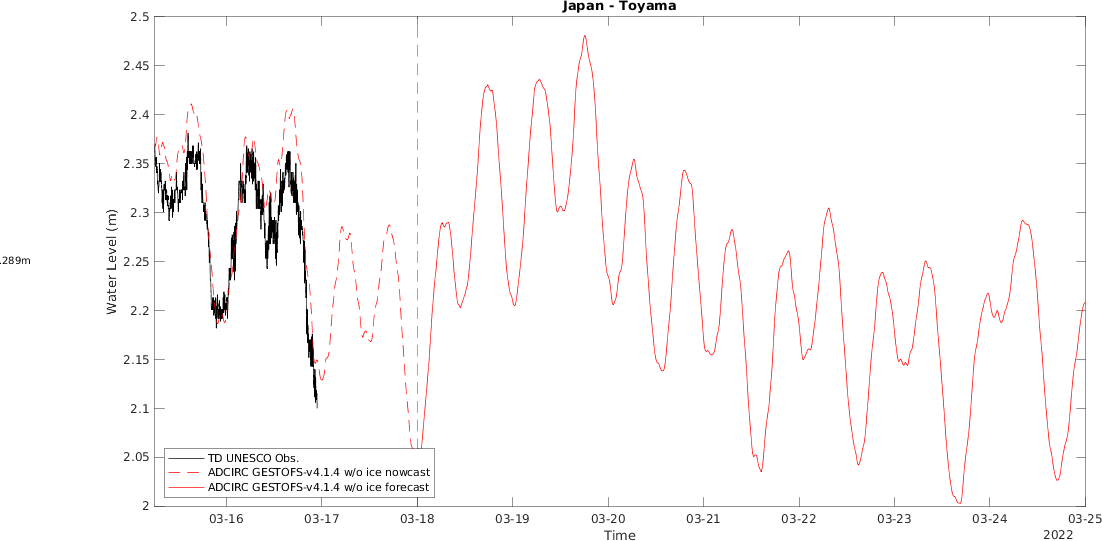 Japan - Toyama
2.5
2.45
2.4
2.35
2.3
2.25
2.2
2.15
2.1
2.05
2
Water Level (m)
.289m
TD UNESCO Obs.
ADCIRC GESTOFS-v4.1.4 w/o ice nowcast
ADCIRC GESTOFS-v4.1.4 w/o ice forecast
03-16 03-17 03-18 03-19 03-20 03-21 03-22 03-23 03-24 03-25
Time
2022